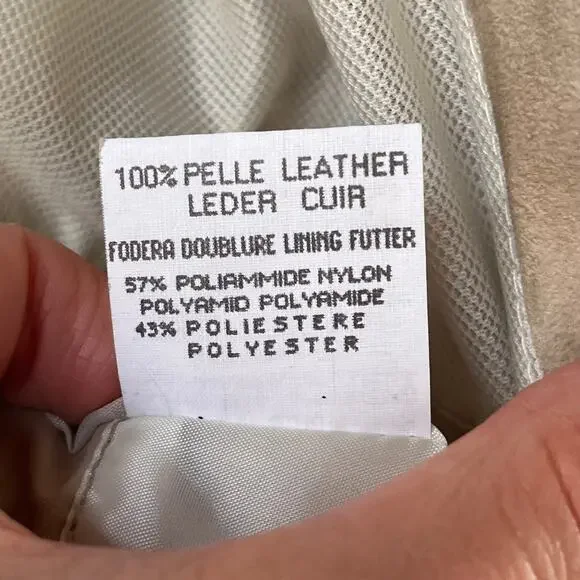 100% PELLE LEATHER
LEDER CUIR
FODERA DOUBLURE LINING FUTTER
57% POLIAMMIDE NYLON
POLYAMID POLYAMIDE
43% POLIESTERE
POLYESTER